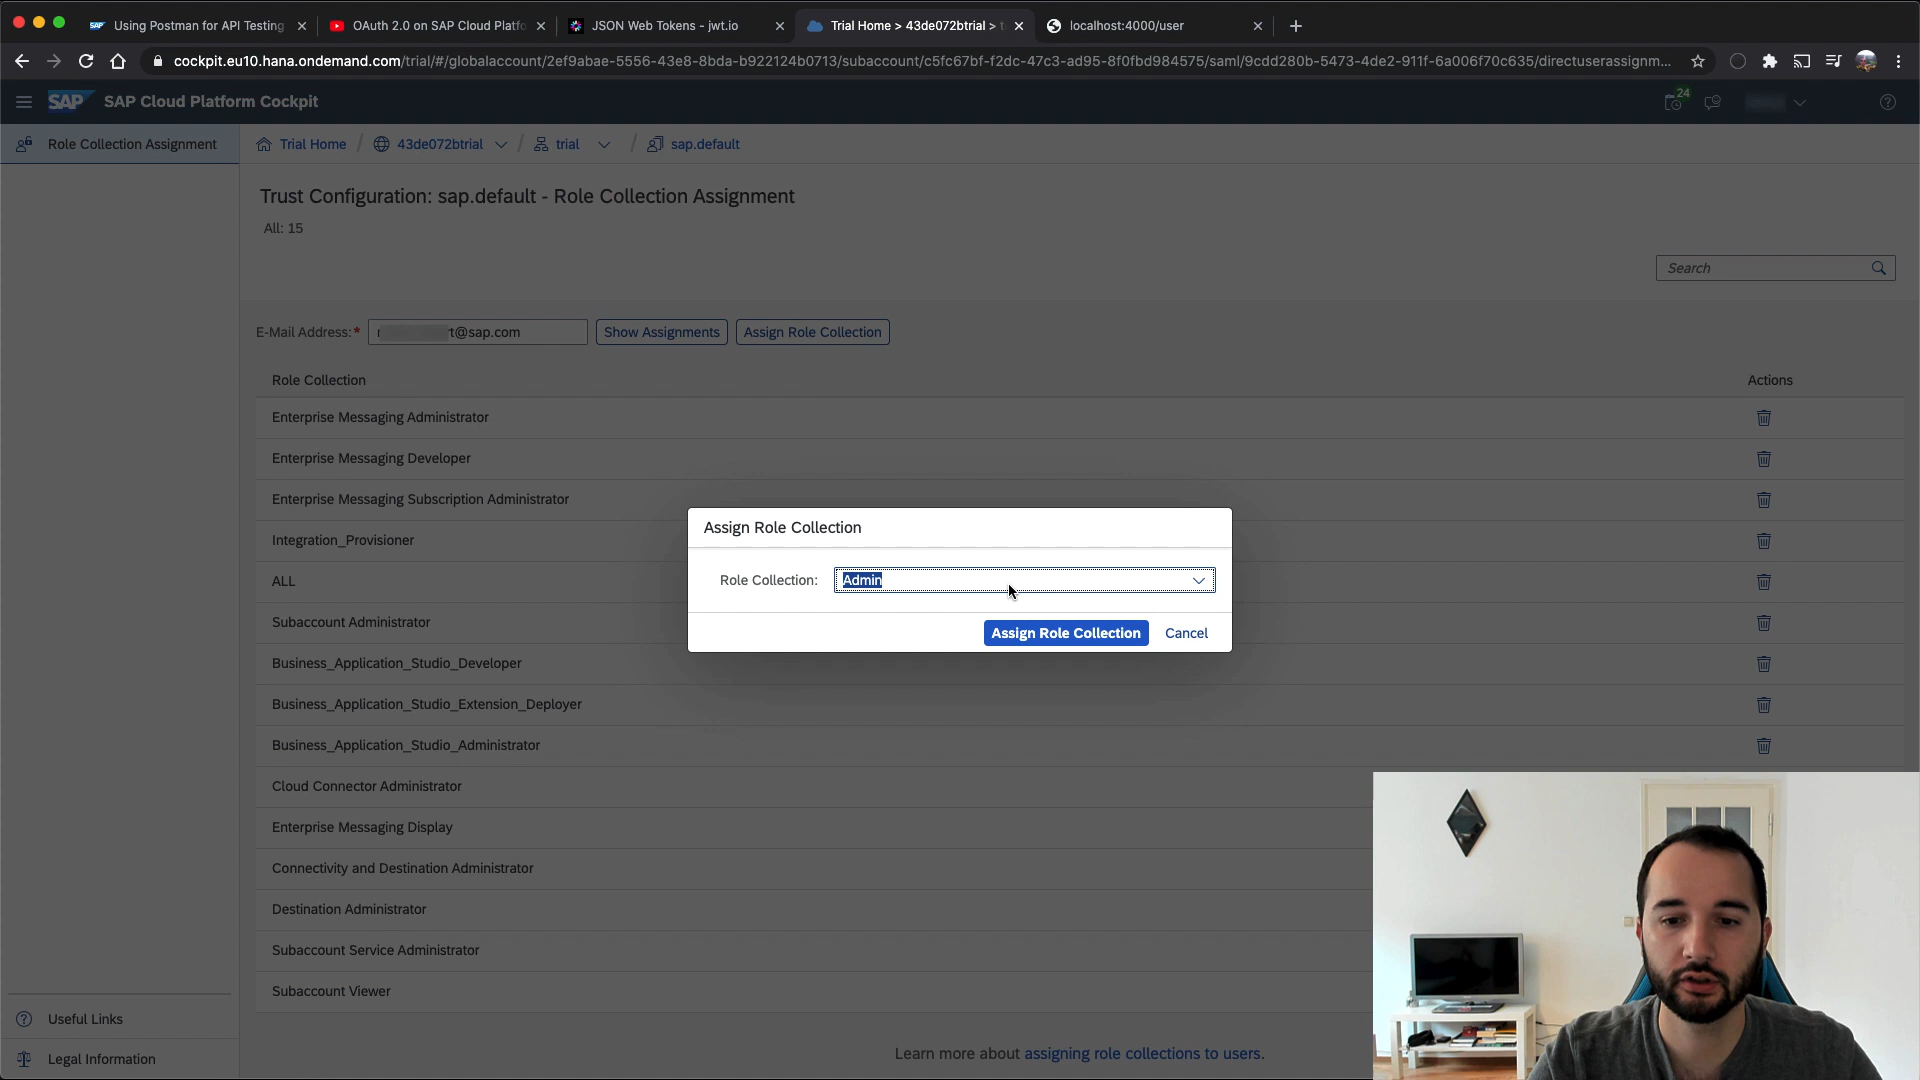 Using Postman for API Testing
OAuth 2.0 on SAP Cloud Platfo
JSON Web Tokens - jwt.io
Trial Home > 43de072btrial > t
localhost:4000/user
cockpit.eu10.hana.ondemand.com/trial/#/globalaccount/2ef9abae-5556-43e8-8bda-b922124b0713/subaccount/c5fc67bf-f2dc-47c3-ad95-8f0fbd984575/saml/9cdd280b-5473-4de2-911f-6a006f70c635/directuserassignm...
SAP SAP Cloud Platform Cockpit
24
Role Collection Assignment
Trial Home / 43de072btrial / trial / sap.default
Trust Configuration: sap.default - Role Collection Assignment
All: 15
Search
E-Mail Address:* t@sap.com Show Assignments Assign Role Collection
Role Collection Actions
Enterprise Messaging Administrator
Enterprise Messaging Developer
Enterprise Messaging Subscription Administrator
Integration_Provisioner
ALL
Subaccount Administrator
Business_Application_Studio_Developer
Business_Application_Studio_Extension_Deployer
Business_Application_Studio_Administrator
Cloud Connector Administrator
Enterprise Messaging Display
Connectivity and Destination Administrator
Destination Administrator
Subaccount Service Administrator
Subaccount Viewer
Learn more about assigning role collections to users.
Assign Role Collection
Role Collection: Admin
Assign Role Collection Cancel
Useful Links
Legal Information